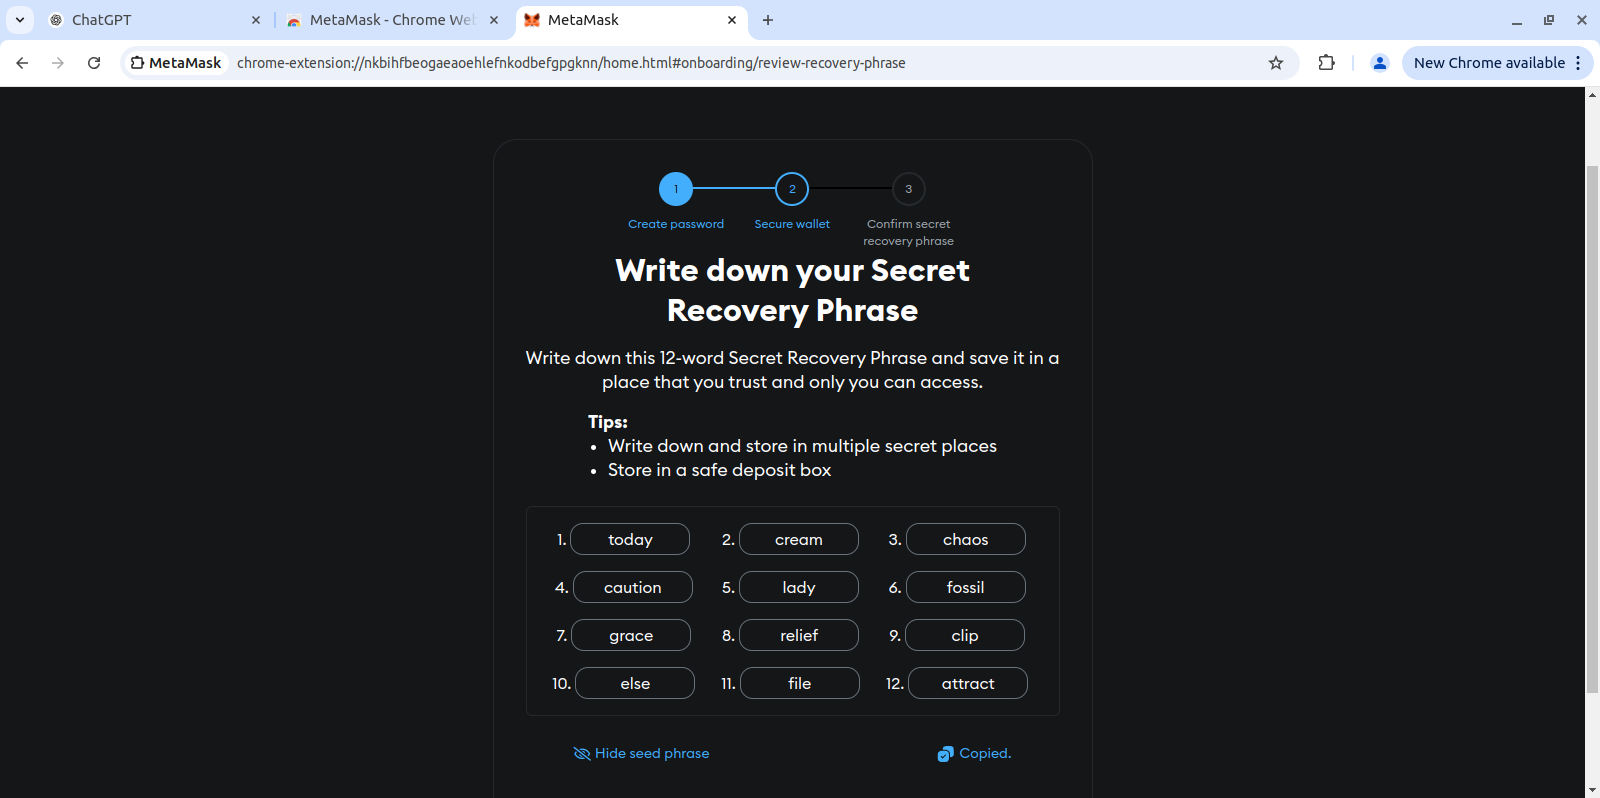 ChatGPT
MetaMask - Chrome Web
MetaMask
MetaMask
chrome-extension://nkbihfbeogaeaoehlefnkodbefgpgknn/home.html#onboarding/review-recovery-phrase
New Chrome available
1
2
3
Create password
Secure wallet
Confirm secret
recovery phrase
Write down your Secret
Recovery Phrase
Write down this 12-word Secret Recovery Phrase and save it in a
place that you trust and only you can access.
Tips:
• Write down and store in multiple secret places
• Store in a safe deposit box
1. today 2. cream 3. chaos
4. caution 5. lady 6. fossil
7. grace 8. relief 9. clip
10. else 11. file 12. attract
Hide seed phrase
Copied.